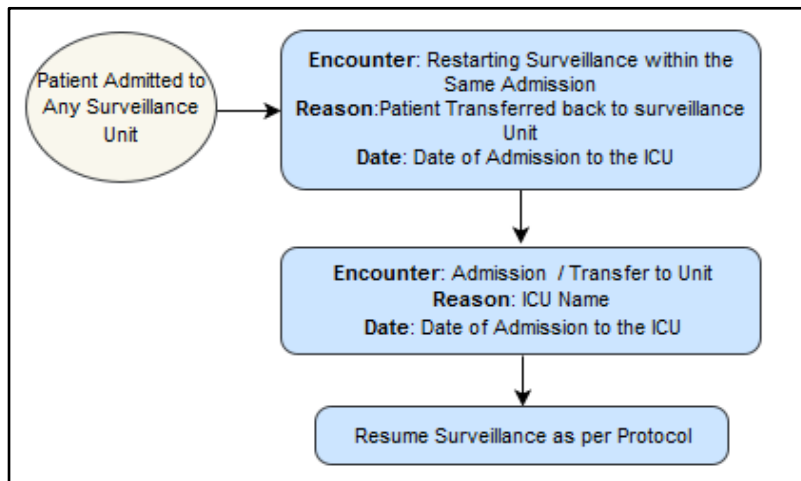 Patient Admitted to
Any Surveillance
Unit
Encounter: Restarting Surveillance within the
Same Admission
Reason:Patient Transferred back to surveillance
Unit
Date: Date of Admission to the ICU
Encounter: Admission / Transfer to Unit
Reason: ICU Name
Date: Date of Admission to the ICU
Resume Surveillance as per Protocol